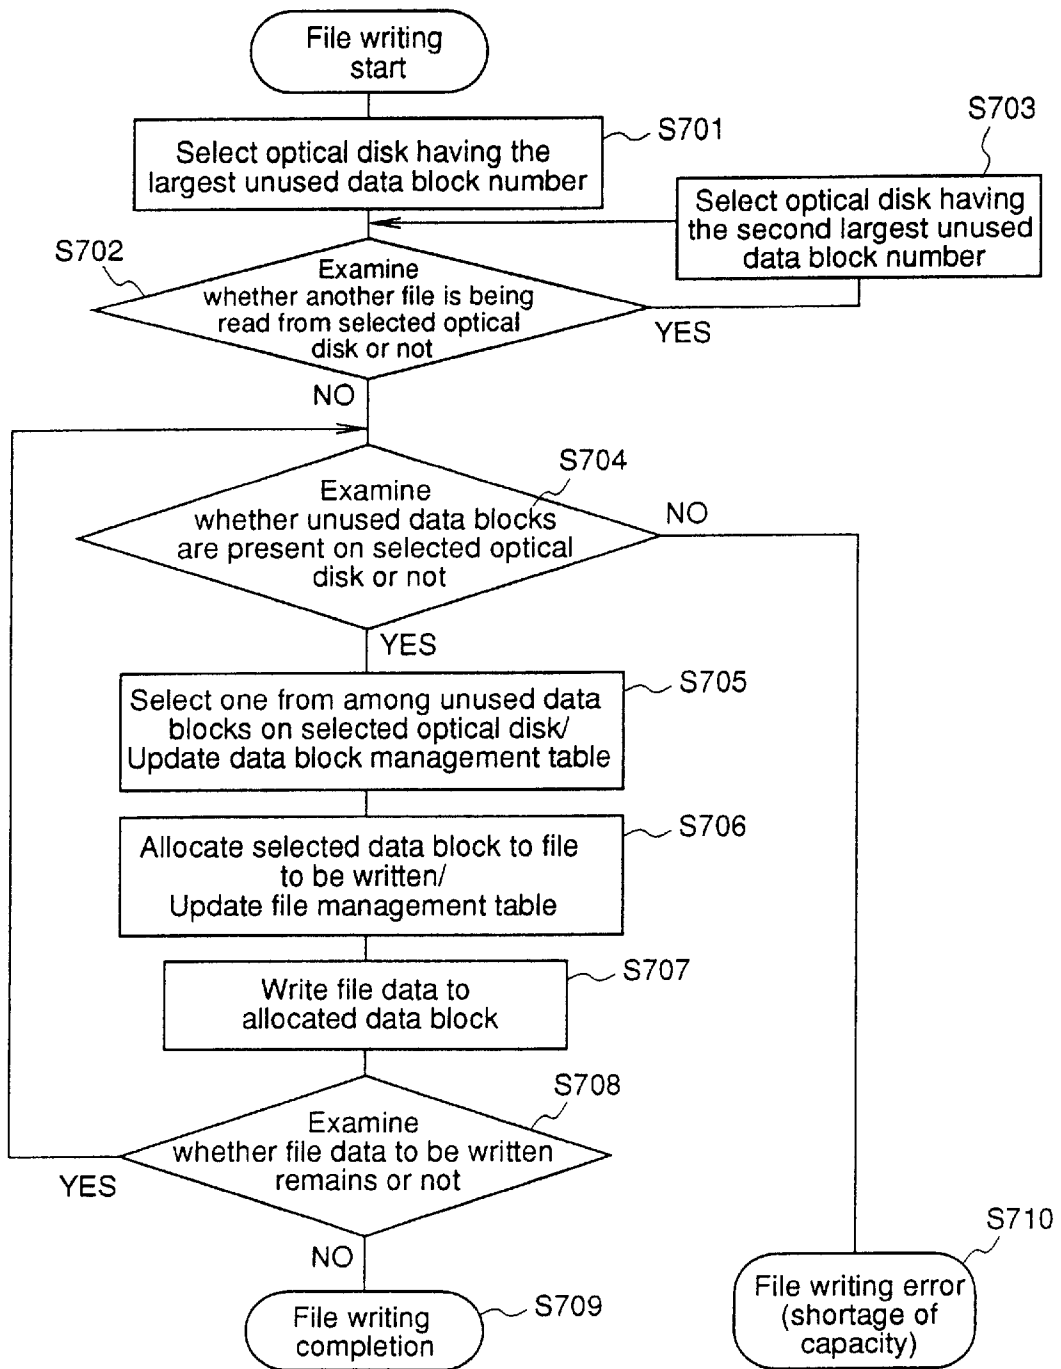 File writing
start
S701
Select optical disk having the
largest unused data block number
S703
Select optical disk having
the second largest unused
data block number
S702
Examine
whether another file is being
read from selected optical
disk or not
YES
NO
S704
Examine
whether unused data blocks
are present on selected optical
disk or not
NO
YES
S705
Select one from among unused data
blocks on selected optical disk/
Update data block management table
S706
Allocate selected data block to file
to be written/
Update file management table
S707
Write file data to
allocated data block
S708
Examine
whether file data to be written
remains or not
YES
NO
S709
File writing
completion
S710
File writing error
(shortage of
capacity)